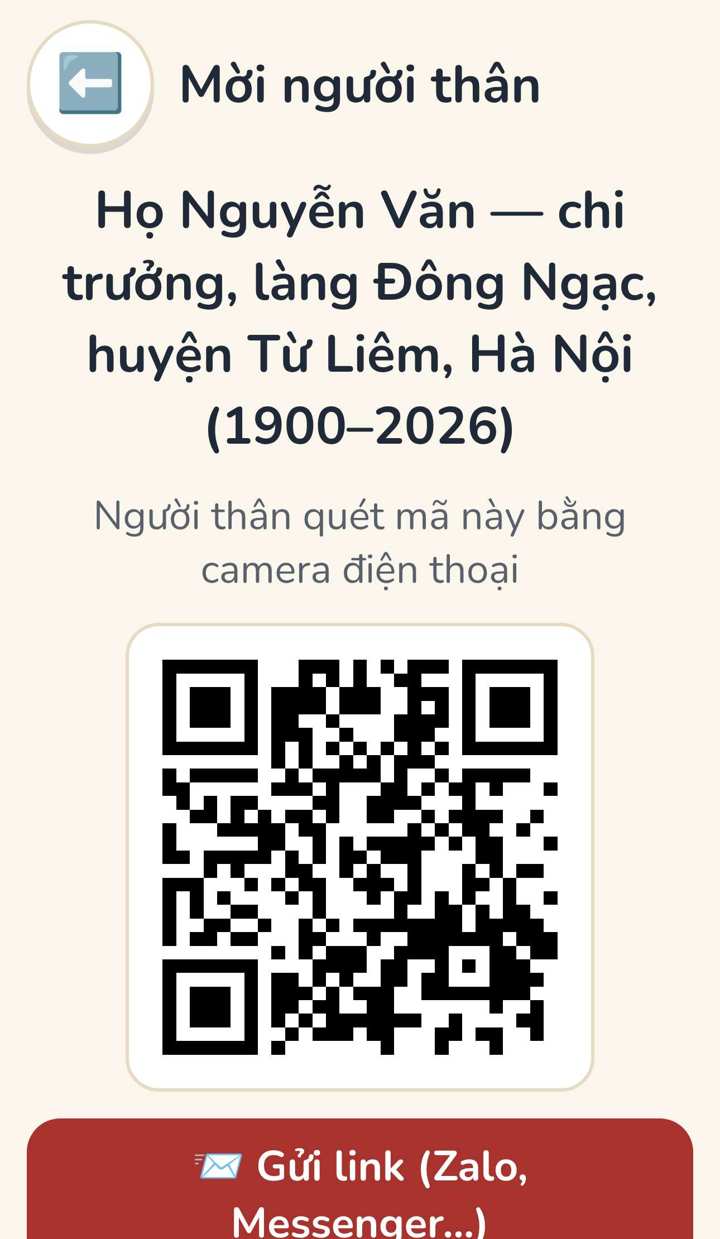 Mời người thân
Họ Nguyễn Văn — chi
trưởng, làng Đông Ngạc,
huyện Từ Liêm, Hà Nội
(1900–2026)
Người thân quét mã này bằng
camera điện thoại
Gửi link (Zalo,
Messenger...)